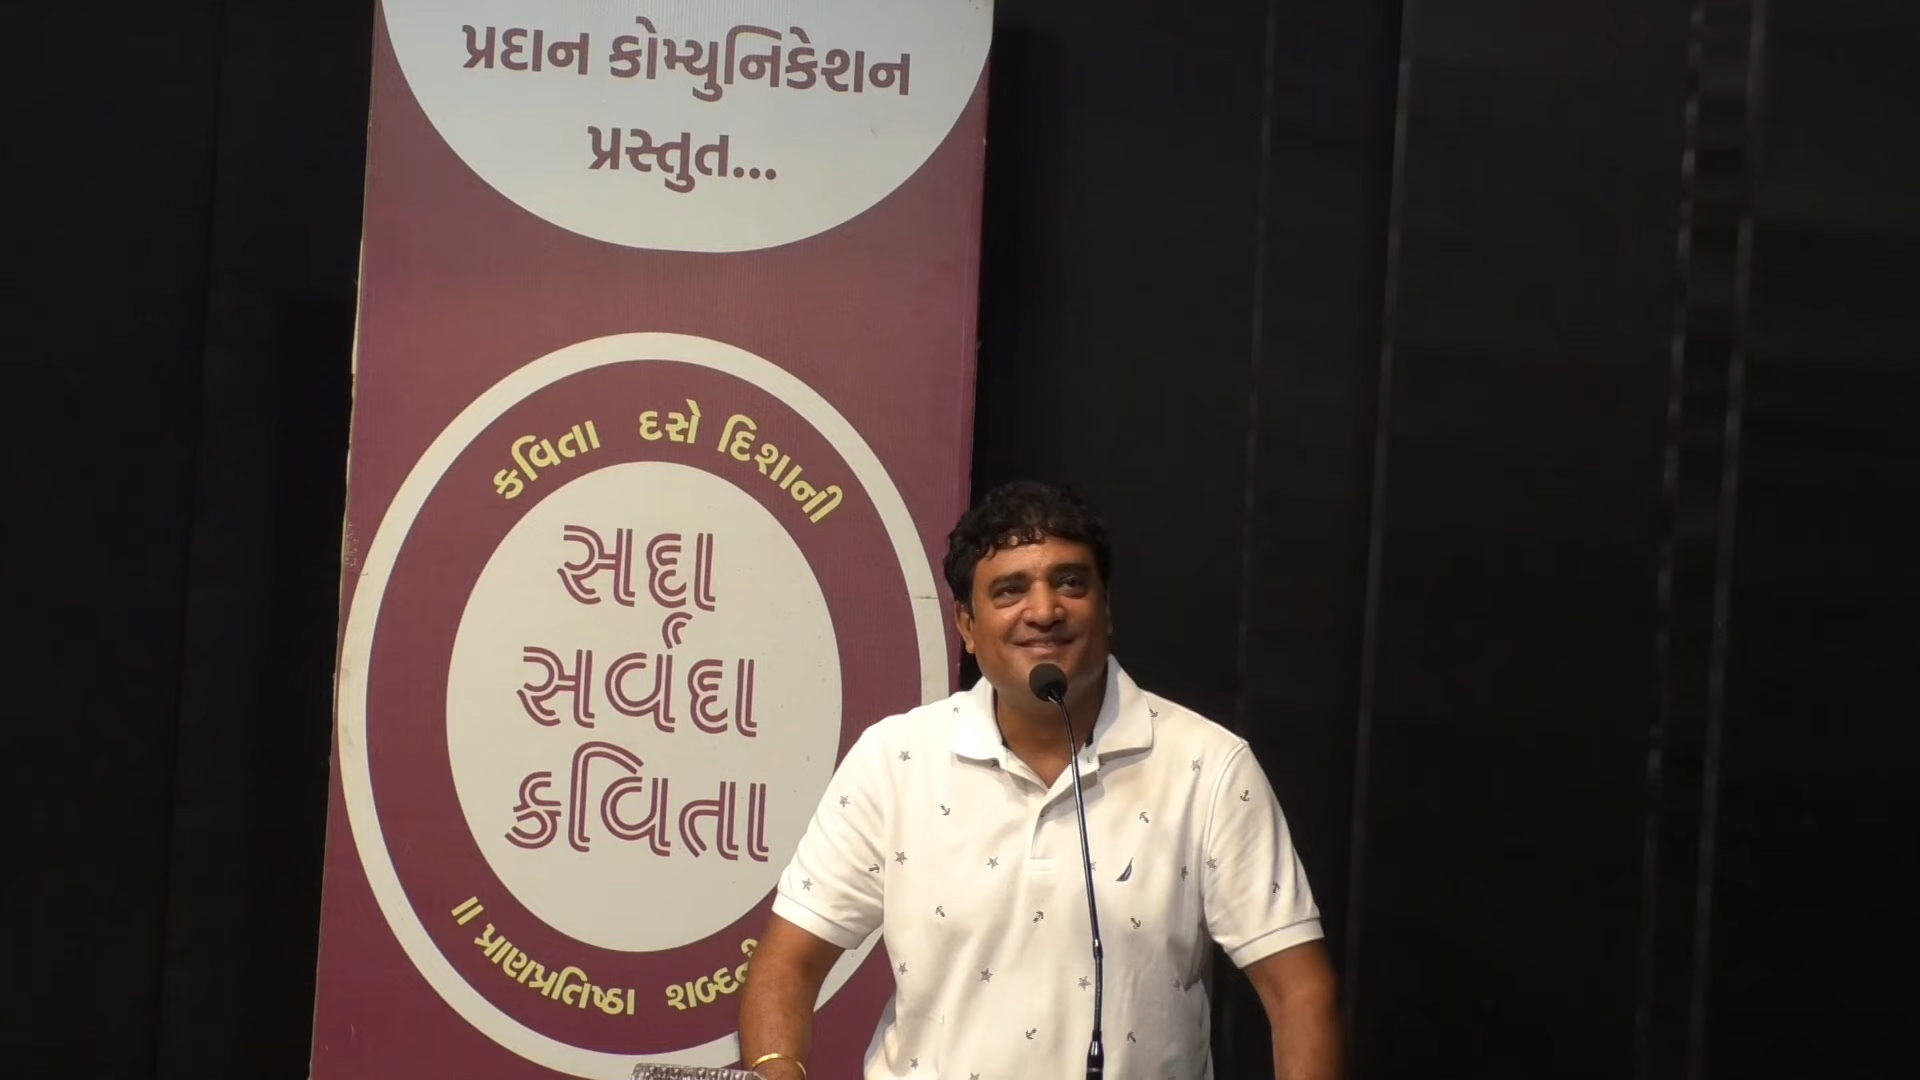 પ્રદાન કોમ્યુનિકેશન
પ્રસ્તુત...
કવિતા દસે દિશાની
સદા
સર્વદા
કવિતા
॥ પ્રાણપ્રતિષ્ઠા